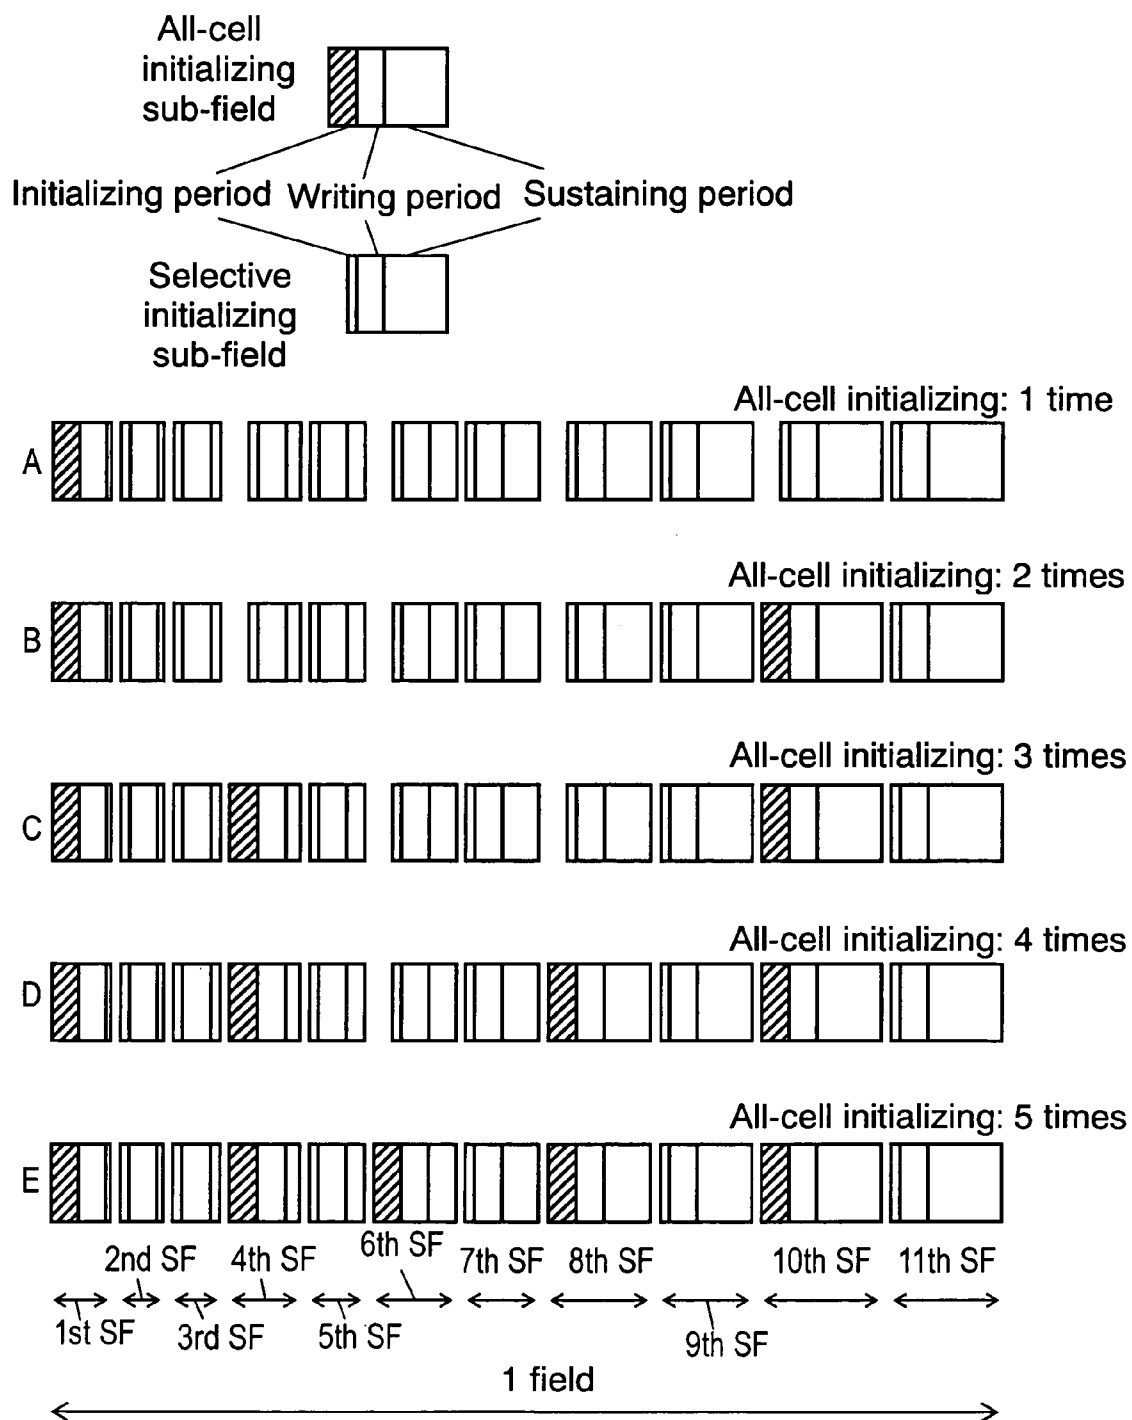 All-cell
initializing
sub-field
Initializing period
Writing period
Sustaining period
Selective
initializing
sub-field
All-cell initializing: 1 time
A
All-cell initializing: 2 times
B
All-cell initializing: 3 times
C
All-cell initializing: 4 times
D
All-cell initializing: 5 times
E
2nd SF
4th SF
6th SF
7th SF
8th SF
10th SF
11th SF
1st SF
3rd SF
5th SF
9th SF
1 field